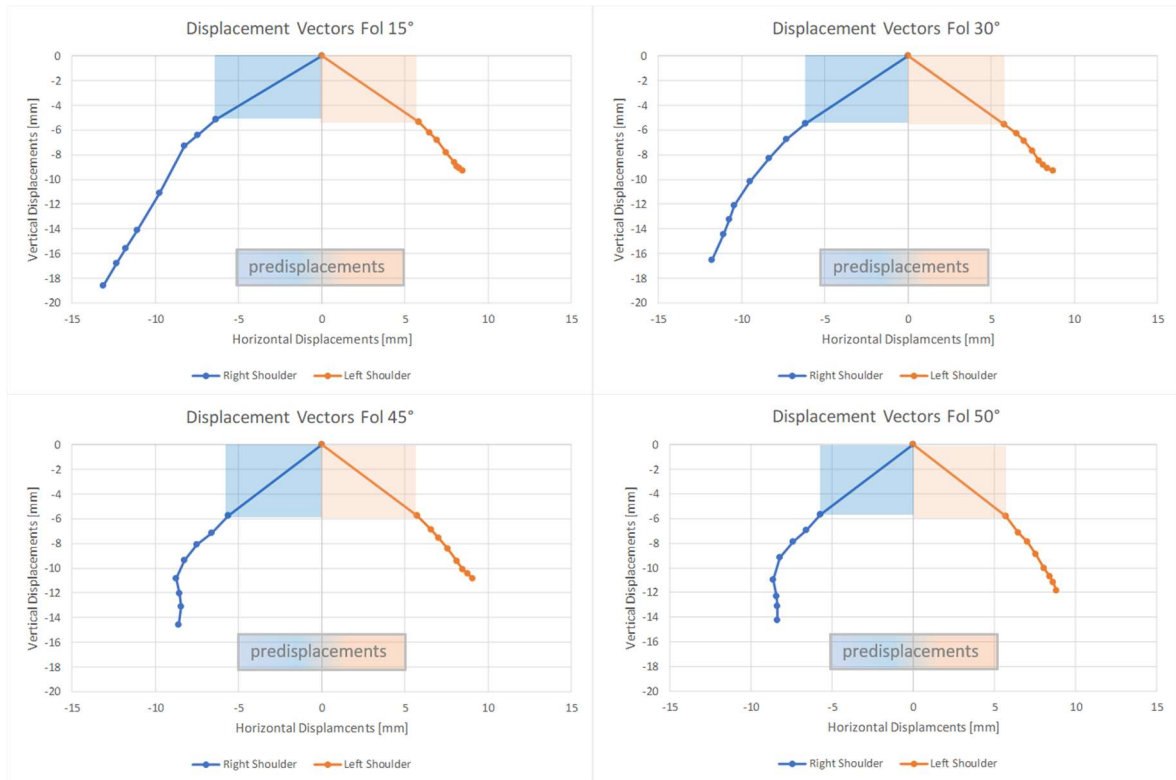 Displacement Vectors Fol 15°
0
-2
-4
-6
-8
-10
-12
-14
-16
-18
-20
Vertical Displacements [mm]
predisplacements
-15 -10 -5 0 5 10 15
Horizontal Displacements [mm]
Right Shoulder Left Shoulder
Displacement Vectors Fol 30°
0
-2
-4
-6
-8
-10
-12
-14
-16
-18
-20
Vertical Displacements [mm]
predisplacements
-15 -10 -5 0 5 10 15
Horizontal Displamcents [mm]
Right Shoulder Left Shoulder
Displacement Vectors Fol 45°
0
-2
-4
-6
-8
-10
-12
-14
-16
-18
-20
Vertical Displacements [mm]
predisplacements
-15 -10 -5 0 5 10 15
Horizontal Displamcents [mm]
Right Shoulder Left Shoulder
Displacement Vectors Fol 50°
0
-2
-4
-6
-8
-10
-12
-14
-16
-18
-20
Vertical Displacements [mm]
predisplacements
-15 -10 -5 0 5 10 15
Horizontal Displamcents [mm]
Right Shoulder Left Shoulder